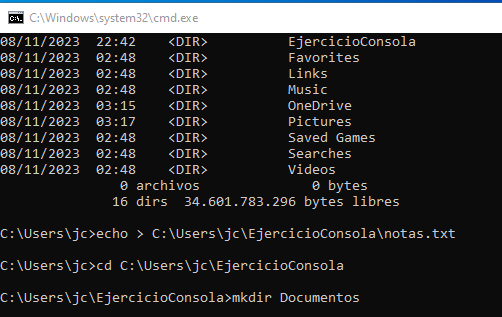 C:\Windows\system32\cmd.exe
08/11/2023  22:42    <DIR>          EjercicioConsola
08/11/2023  02:48    <DIR>          Favorites
08/11/2023  02:48    <DIR>          Links
08/11/2023  02:48    <DIR>          Music
08/11/2023  03:15    <DIR>          OneDrive
08/11/2023  03:17    <DIR>          Pictures
08/11/2023  02:48    <DIR>          Saved Games
08/11/2023  02:48    <DIR>          Searches
08/11/2023  02:48    <DIR>          Videos
               0 archivos              0 bytes
              16 dirs  34.601.783.296 bytes libres
C:\Users\jc>echo > C:\Users\jc\EjercicioConsola\notas.txt
C:\Users\jc>cd C:\Users\jc\EjercicioConsola
C:\Users\jc\EjercicioConsola>mkdir Documentos